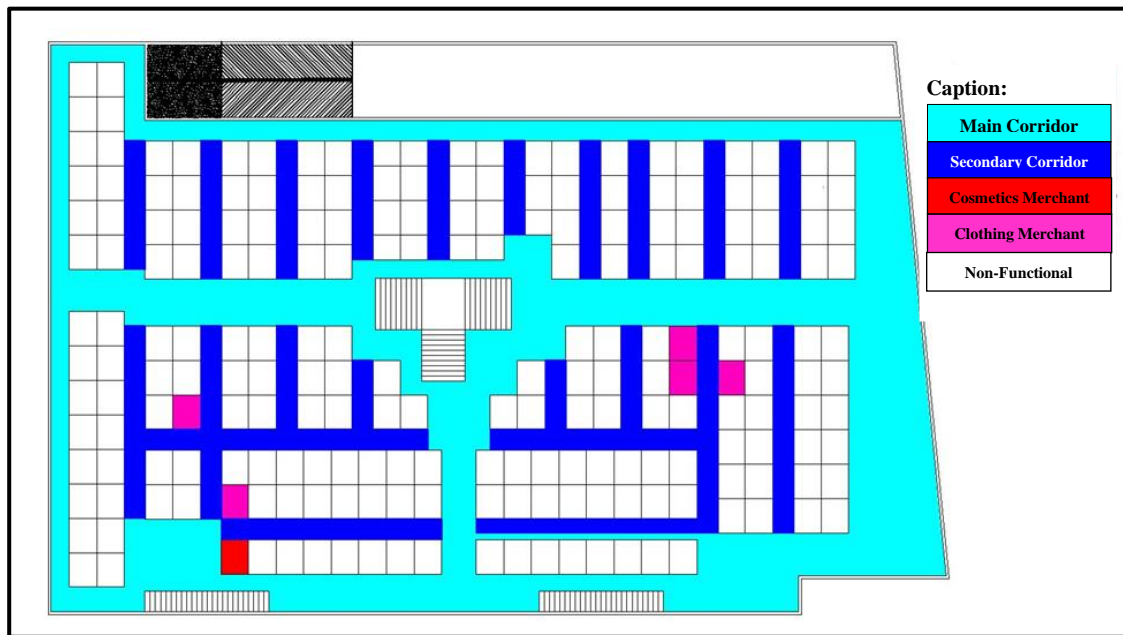 Caption:
Main Corridor
Secondary Corridor
Cosmetics Merchant
Clothing Merchant
Non-Functional